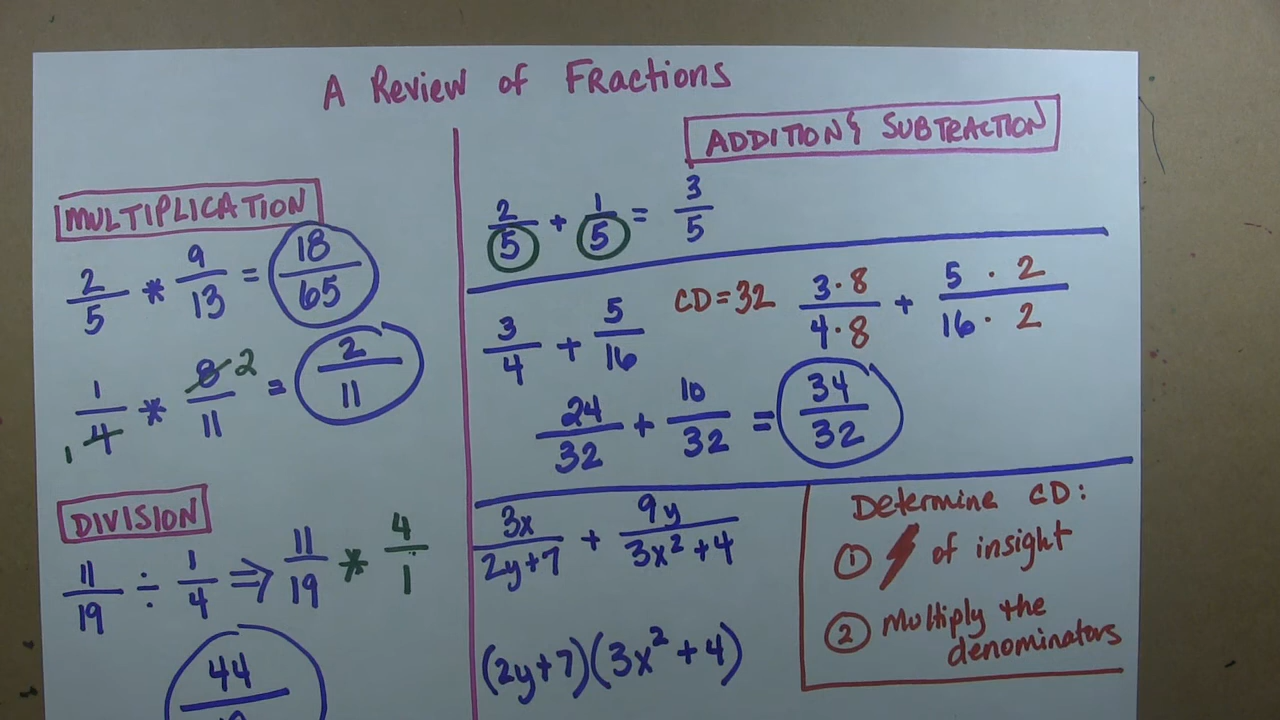 A Review of Fractions
MULTIPLICATION
2/5 * 9/13 = 18/65
1/4 * 8/11 = 2/11
1 2
DIVISION
11/19 ÷ 1/4 ⇒ 11/19 * 4/1
44
ADDITION & SUBTRACTION
2/5 + 1/5 = 3/5
3/4 + 5/16 CD = 32 3·8/4·8 + 5·2/16·2
24/32 + 10/32 = 34/32
3x/2y+7 + 9y/3x²+4
(2y+7)(3x²+4)
Determine CD:
① of insight
② Multiply the
denominators